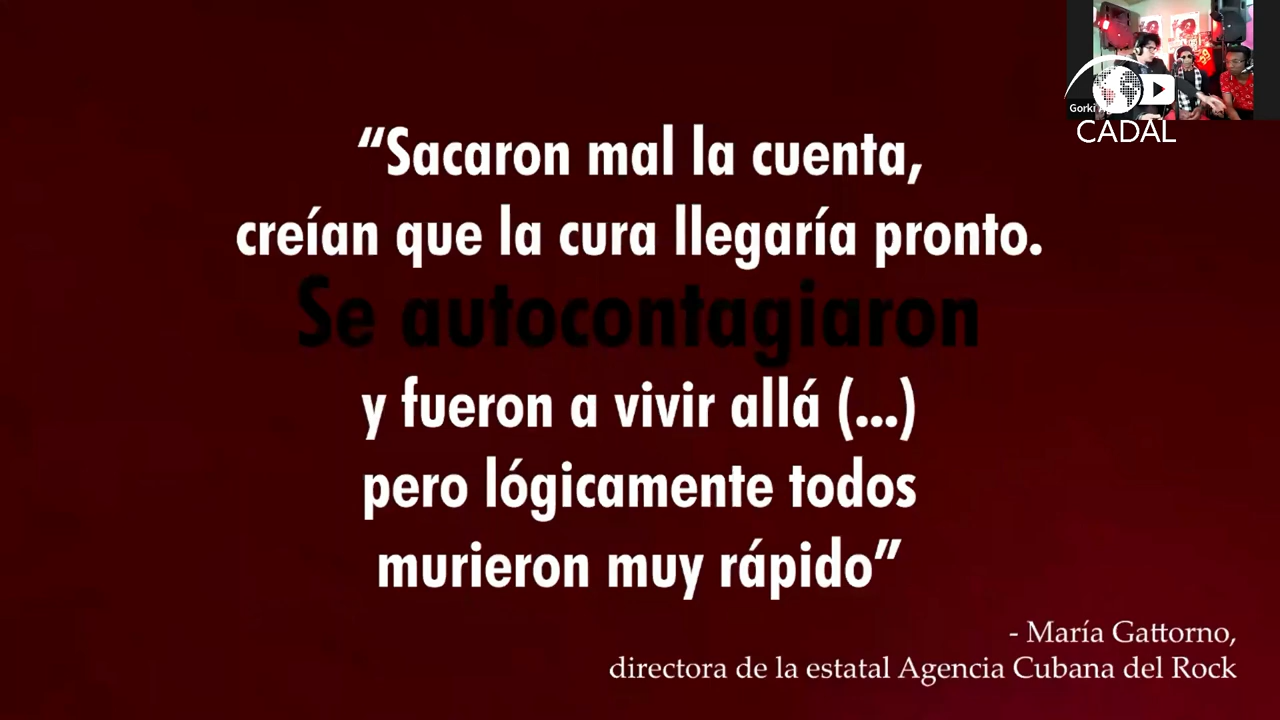 “Sacaron mal la cuenta,
creían que la cura llegaría pronto.
Se autocontagiaron
y fueron a vivir allá (...)
pero lógicamente todos
murieron muy rápido”
- María Gattorno,
directora de la estatal Agencia Cubana del Rock
Gorki
CADAL